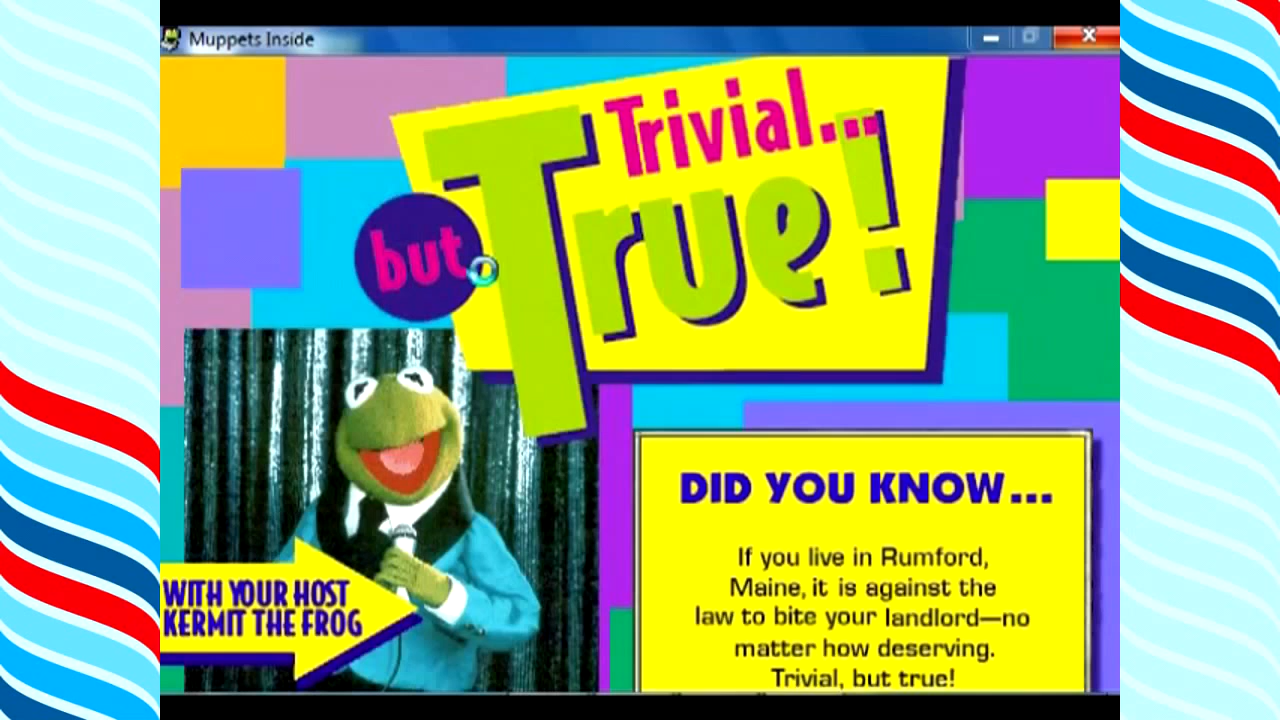 Muppets Inside
Trivial...
but
True!
WITH YOUR HOST
KERMIT THE FROG
DID YOU KNOW...
If you live in Rumford,
Maine, it is against the
law to bite your landlord—no
matter how deserving.
Trivial, but true!